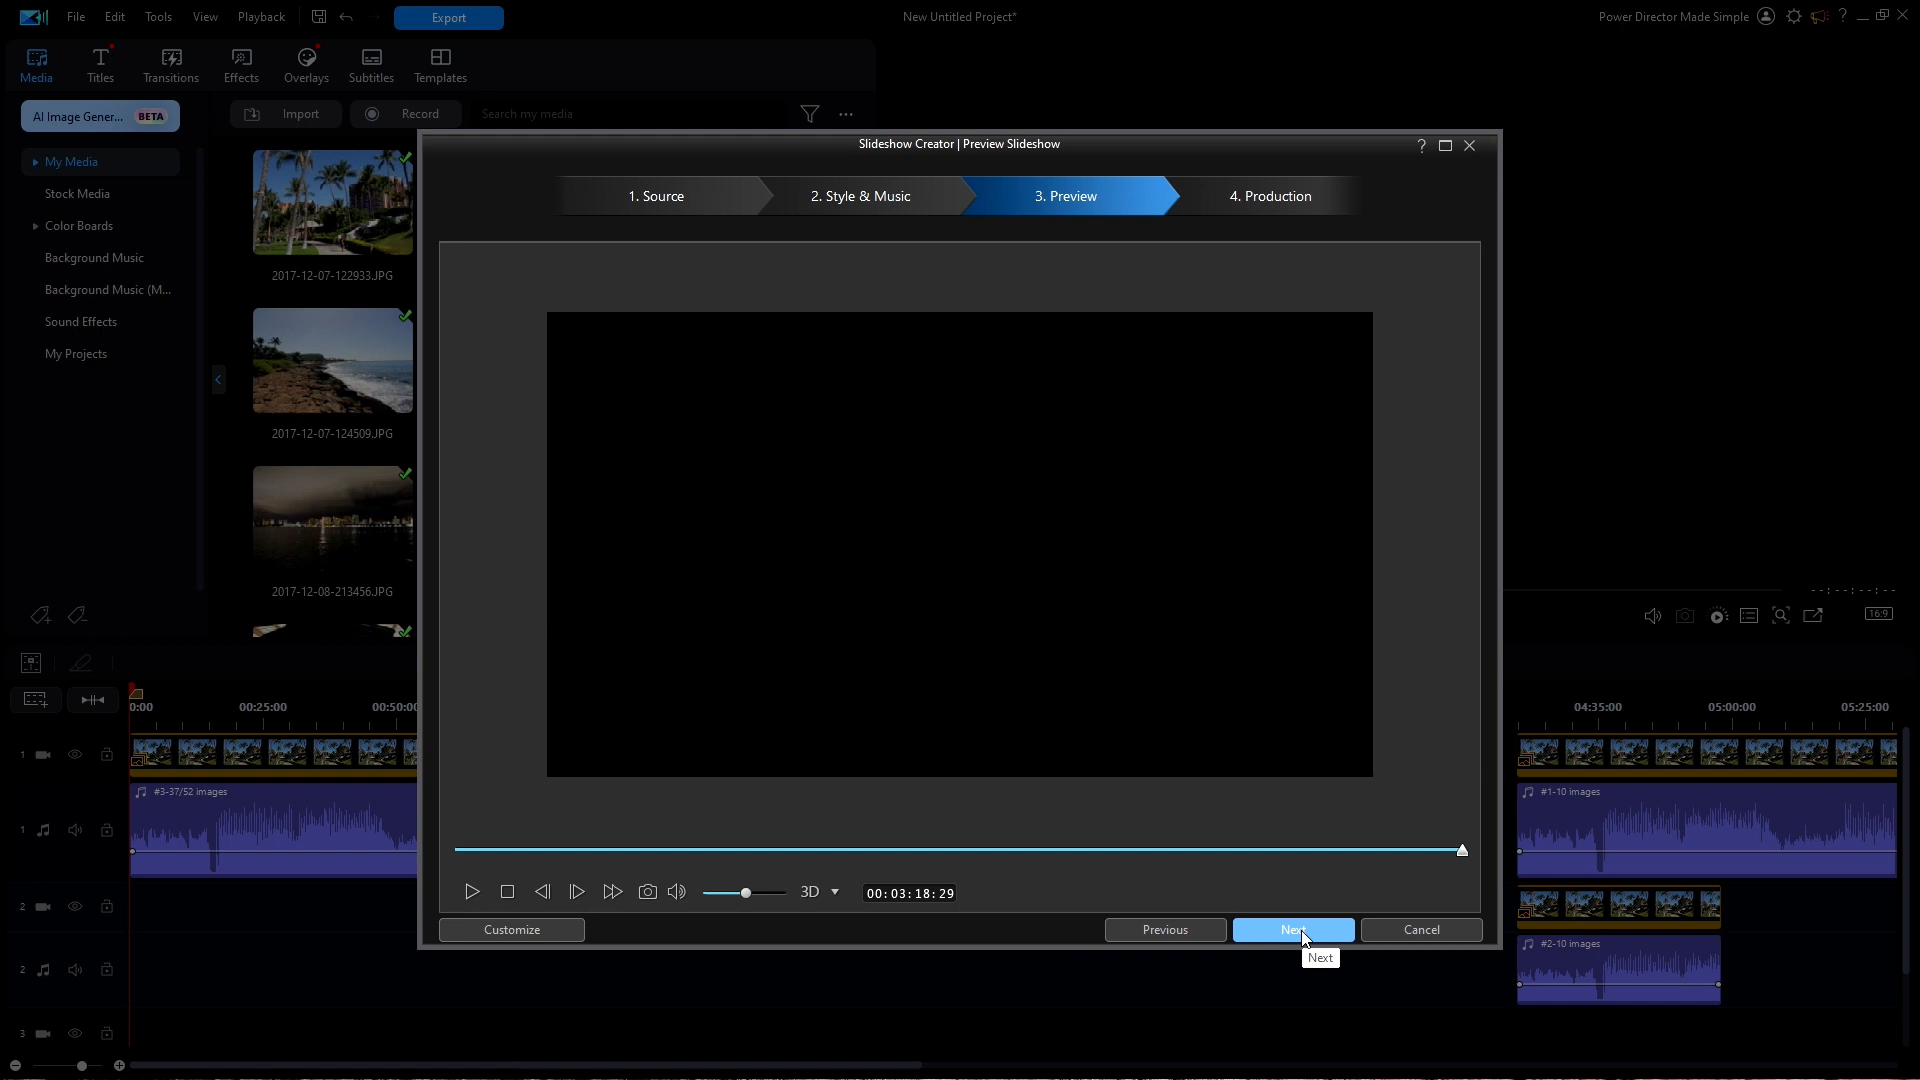 File Edit Tools View Playback Export New Untitled Project* Power Director Made Simple ?
Media Titles Transitions Effects Overlays Subtitles Templates
AI Image Gener... BETA Import Record Search my media ...
Slideshow Creator | Preview Slideshow ?
My Media
Stock Media
Color Boards
Background Music
Background Music (M...
Sound Effects
My Projects
2017-12-07-122933.JPG
2017-12-07-124509.JPG
2017-12-08-213456.JPG
1. Source 2. Style & Music 3. Preview 4. Production
3D 00:03:18:29
Customize Previous Next Cancel
Next
--:--:--:--
16:9
0:00 00:25:00 00:50:00 04:35:00 05:00:00 05:25:00
1
1 #3-37/52 images #1-10 images
2
2 #2-10 images
3